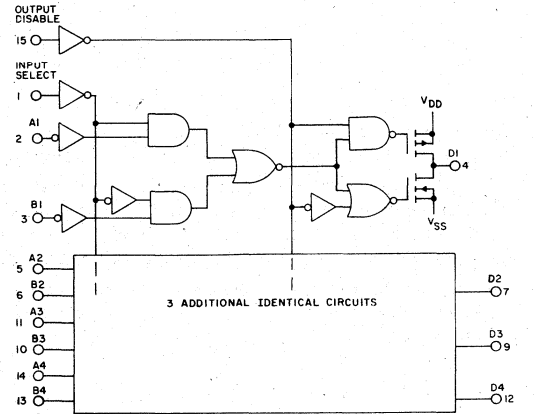 OUTPUT
DISABLE
15
INPUT
SELECT
1
A1
2
B1
3
VDD
D1
4
VSS
A2
5
B2
6
A3
11
B3
10
A4
14
B4
13
3 ADDITIONAL IDENTICAL CIRCUITS
D2
7
D3
9
D4
12